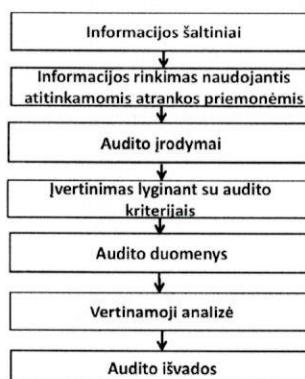 Informacijos šaltiniai
Informacijos rinkimas naudojantis
atitinkamomis atrankos priemonėmis
Audito įrodymai
Įvertinimas lyginant su audito
kriterijais
Audito duomenys
Vertinamoji analizė
Audito išvados